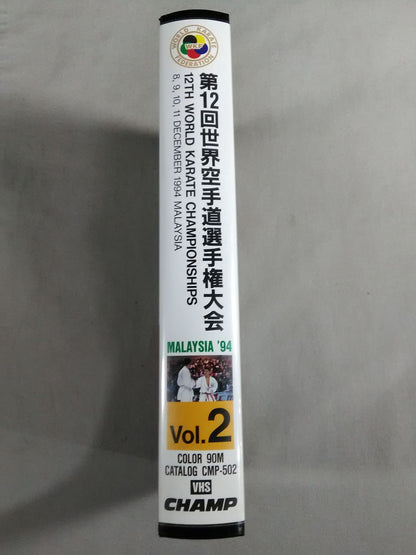 WORLD KARATE FEDERATION
WKF
第12回世界空手道選手権大会
12TH WORLD KARATE CHAMPIONSHIPS
8, 9, 10, 11 DECEMBER 1994 MALAYSIA
MALAYSIA '94
Vol.2
COLOR 90M
CATALOG CMP-502
VHS
CHAMP